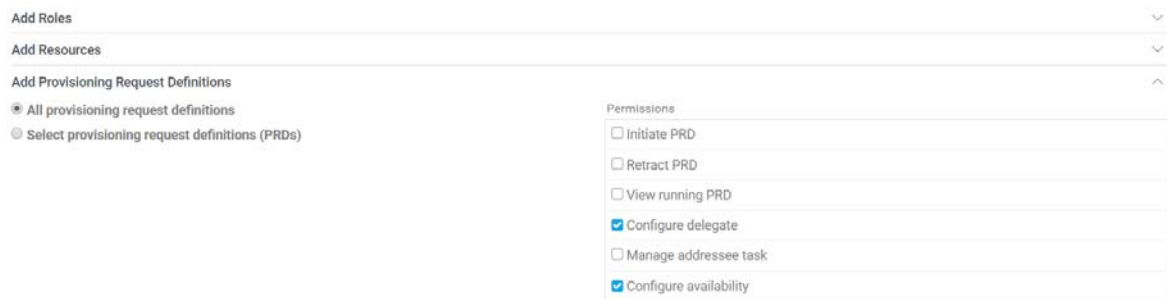 Add Roles
Add Resources
Add Provisioning Request Definitions
All provisioning request definitions
Select provisioning request definitions (PRDs)
Permissions
Initiate PRD
Retract PRD
View running PRD
Configure delegate
Manage addressee task
Configure availability